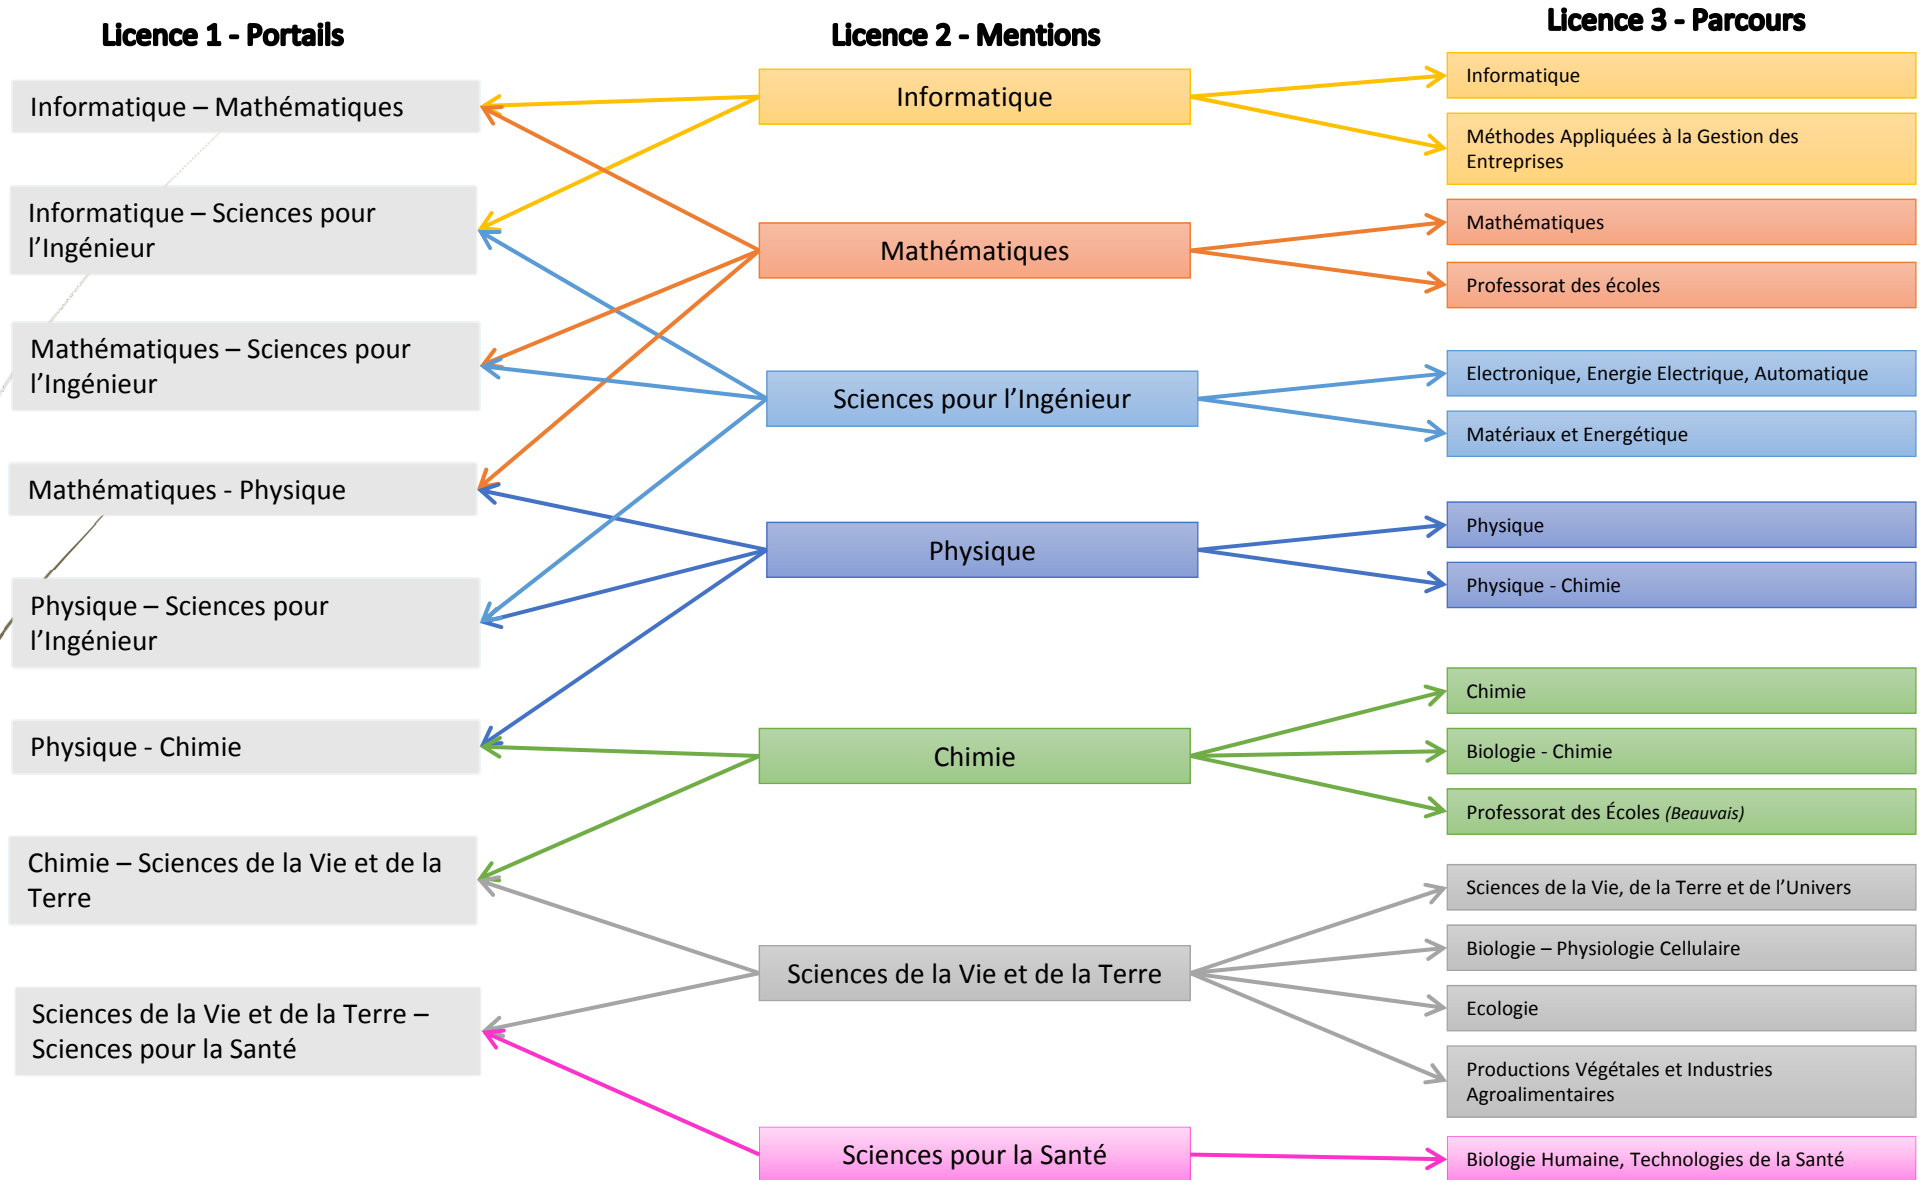 Licence 1 - Portails
Informatique – Mathématiques
Informatique – Sciences pour
l’Ingénieur
Mathématiques – Sciences pour
l’Ingénieur
Mathématiques - Physique
Physique – Sciences pour
l’Ingénieur
Physique - Chimie
Chimie – Sciences de la Vie et de la
Terre
Sciences de la Vie et de la Terre –
Sciences pour la Santé
Licence 2 - Mentions
Informatique
Mathématiques
Sciences pour l’Ingénieur
Physique
Chimie
Sciences de la Vie et de la Terre
Sciences pour la Santé
Licence 3 - Parcours
Informatique
Méthodes Appliquées à la Gestion des
Entreprises
Mathématiques
Professorat des écoles
Electronique, Energie Electrique, Automatique
Matériaux et Energétique
Physique
Physique - Chimie
Chimie
Biologie - Chimie
Professorat des Écoles (Beauvais)
Sciences de la Vie, de la Terre et de l’Univers
Biologie – Physiologie Cellulaire
Ecologie
Productions Végétales et Industries
Agroalimentaires
Biologie Humaine, Technologies de la Santé